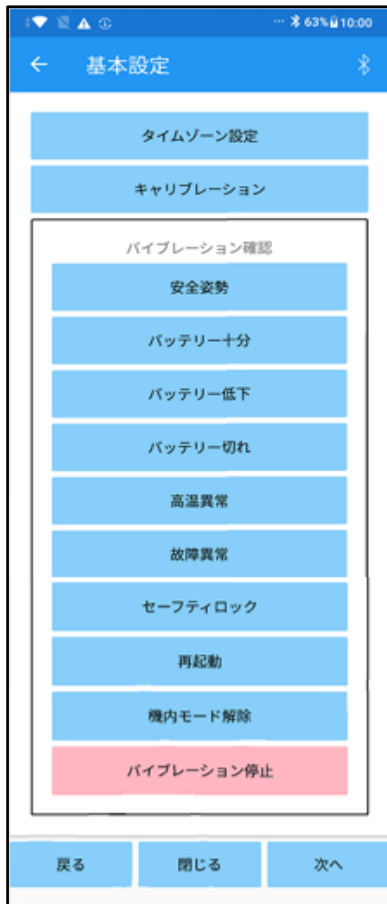 63% 10:00
基本設定
タイムゾーン設定
キャリブレーション
バイブレーション確認
安全姿勢
バッテリー十分
バッテリー低下
バッテリー切れ
高温異常
故障異常
セーフティロック
再起動
機内モード解除
バイブレーション停止
戻る 閉じる 次へ